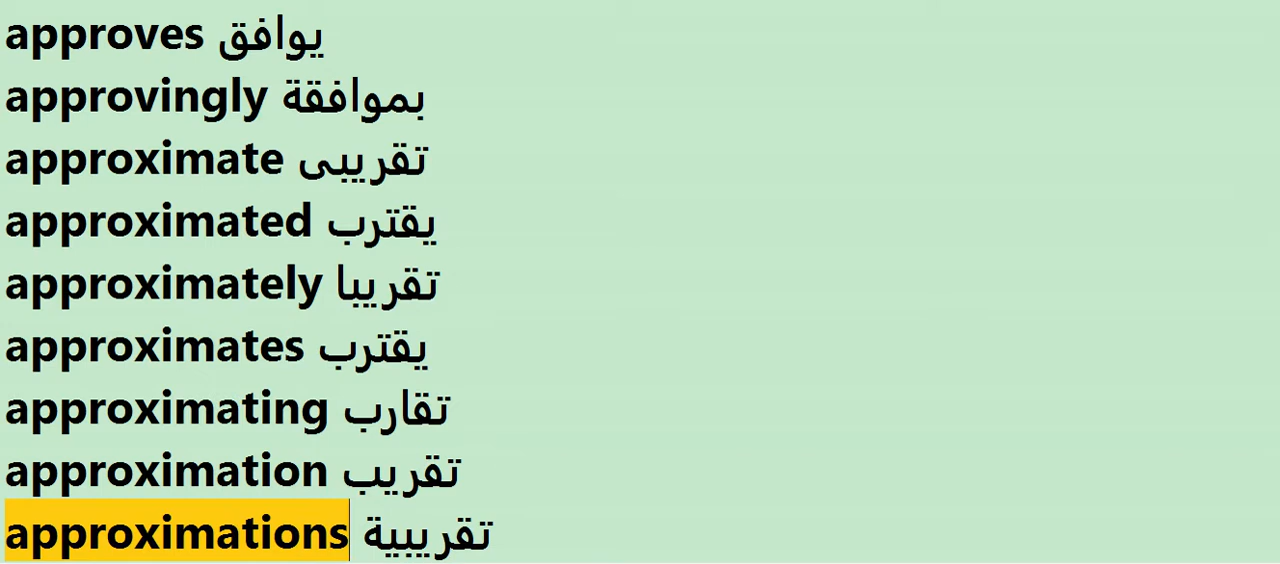 approves يوافق
approvingly بموافقة
approximate تقريبى
approximated يقترب
approximately تقريبا
approximates يقترب
approximating تقارب
approximation تقريب
approximations تقريبية